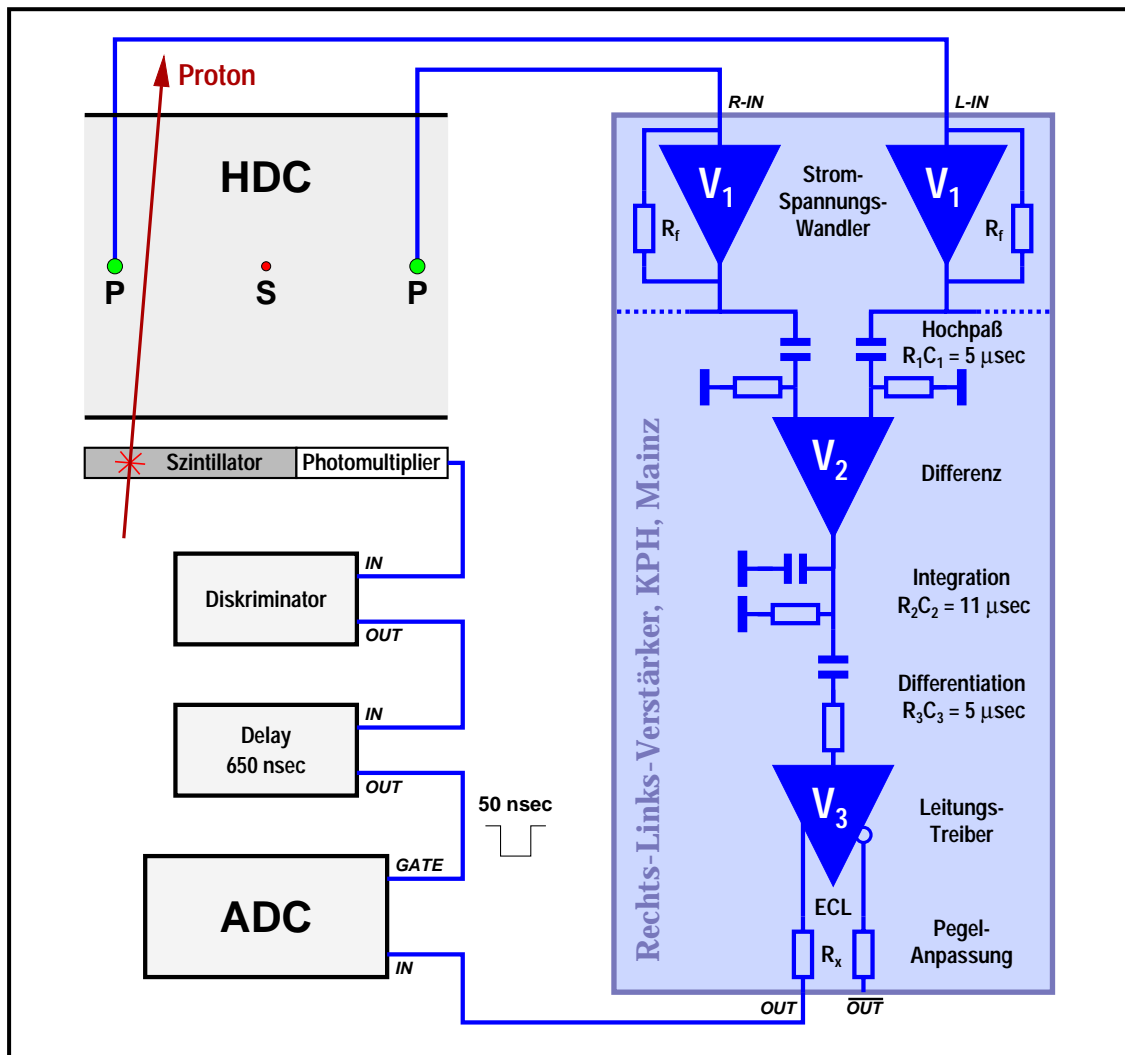 Proton
HDC
P
S
P
Szintillator
Photomultiplier
IN
Diskriminator
OUT
IN
Delay
650 nsec
OUT
50 nsec
GATE
ADC
IN
R-IN
L-IN
V1
V1
Strom-
Spannungs-
Wandler
Rf
Rf
Hochpaß
R1C1 = 5 μsec
V2
Differenz
Integration
R2C2 = 11 μsec
Differentiation
R3C3 = 5 μsec
V3
Leitungs-
Treiber
ECL
Rx
Pegel-
Anpassung
OUT
OUT
Rechts-Links-Verstärker, KPH, Mainz